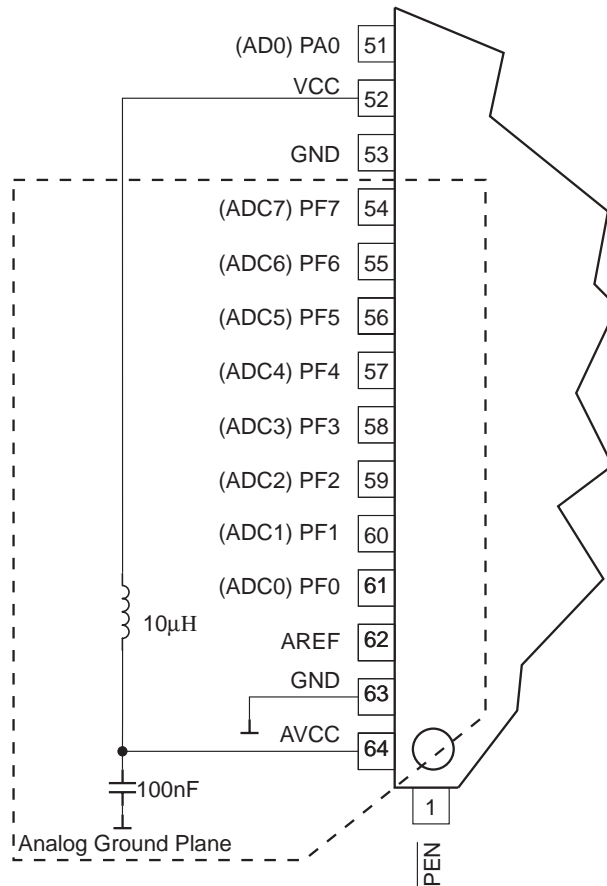 (AD0) PA0 51
VCC
52
GND 53
(ADC7) PF7 54
(ADC6) PF6 55
(ADC5) PF5 56
(ADC4) PF4 57
(ADC3) PF3 58
(ADC2) PF2 59
(ADC1) PF1 60
(ADC0) PF0 61
10μH
AREF 62
GND
63
AVCC
64
100nF
1
Analog Ground Plane
PEN